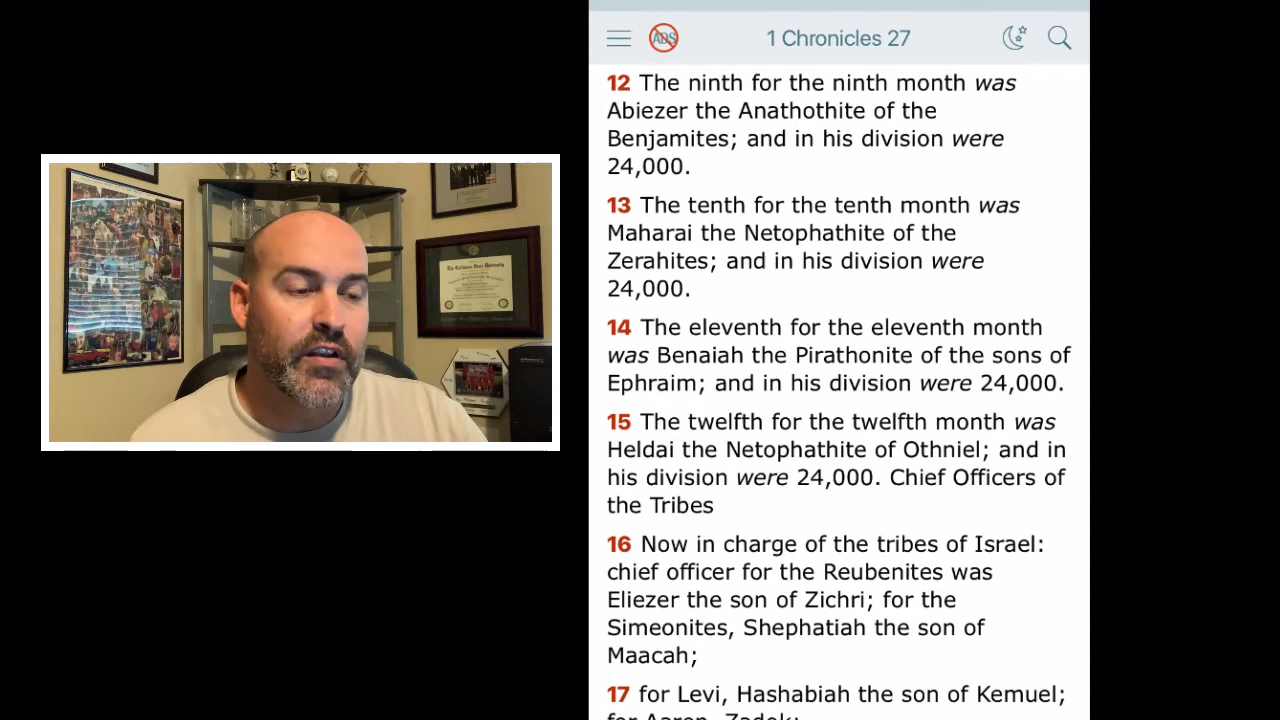 ADS
1 Chronicles 27
12 The ninth for the ninth month was
Abiezer the Anathothite of the
Benjamites; and in his division were
24,000.
13 The tenth for the tenth month was
Maharai the Netophathite of the
Zerahites; and in his division were
24,000.
14 The eleventh for the eleventh month
was Benaiah the Pirathonite of the sons of
Ephraim; and in his division were 24,000.
15 The twelfth for the twelfth month was
Heldai the Netophathite of Othniel; and in
his division were 24,000. Chief Officers of
the Tribes
16 Now in charge of the tribes of Israel:
chief officer for the Reubenites was
Eliezer the son of Zichri; for the
Simeonites, Shephatiah the son of
Maacah;
17 for Levi, Hashabiah the son of Kemuel;
for Aaron, Zadok;